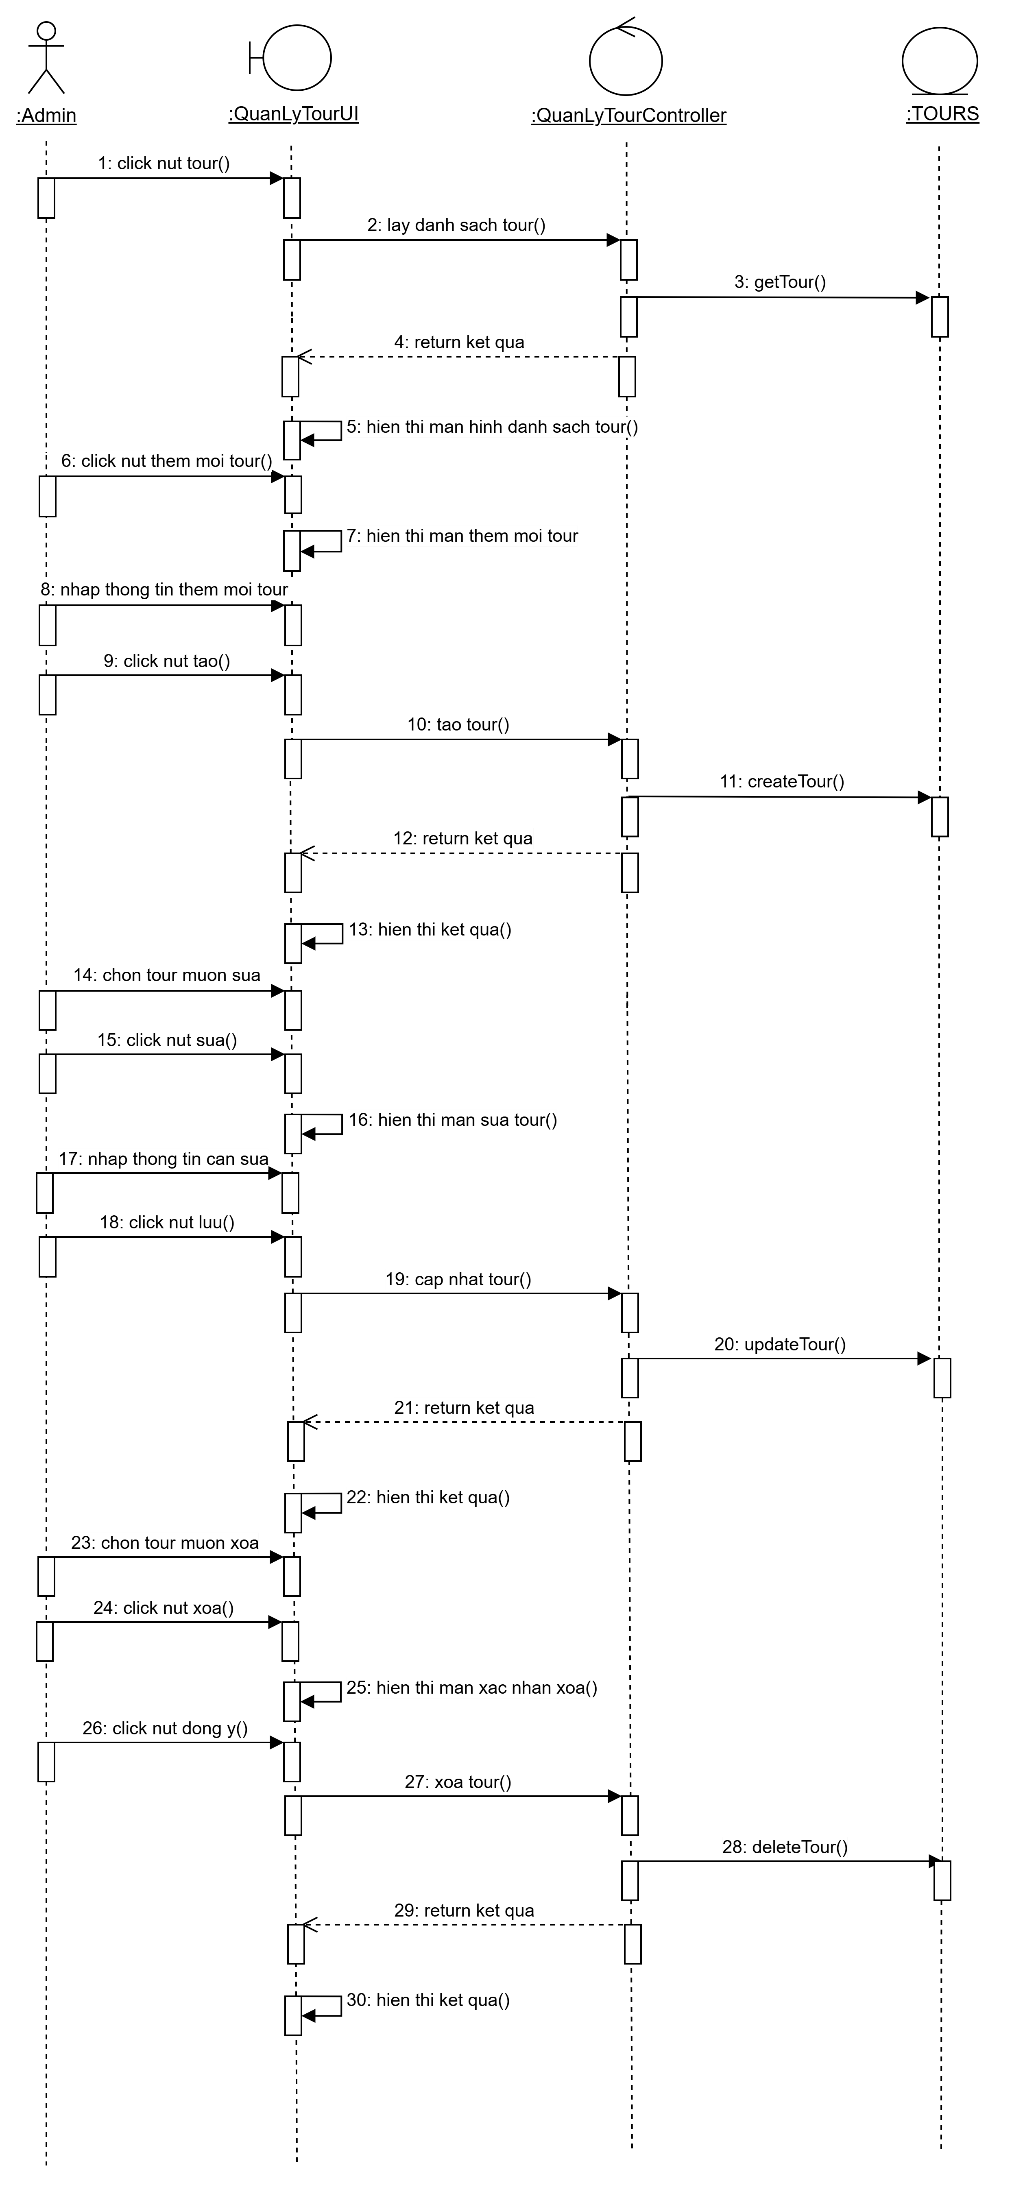 :Admin
:QuanLyTourUI
:QuanLyTourController
:TOURS
1: click nut tour()
2: lay danh sach tour()
3: getTour()
4: return ket qua
5: hien thi man hinh danh sach tour()
6: click nut them moi tour()
7: hien thi man them moi tour
8: nhap thong tin them moi tour
9: click nut tao()
10: tao tour()
11: createTour()
12: return ket qua
13: hien thi ket qua()
14: chon tour muon sua
15: click nut sua()
16: hien thi man sua tour()
17: nhap thong tin can sua
18: click nut luu()
19: cap nhat tour()
20: updateTour()
21: return ket qua
22: hien thi ket qua()
23: chon tour muon xoa
24: click nut xoa()
25: hien thi man xac nhan xoa()
26: click nut dong y()
27: xoa tour()
28: deleteTour()
29: return ket qua
30: hien thi ket qua()